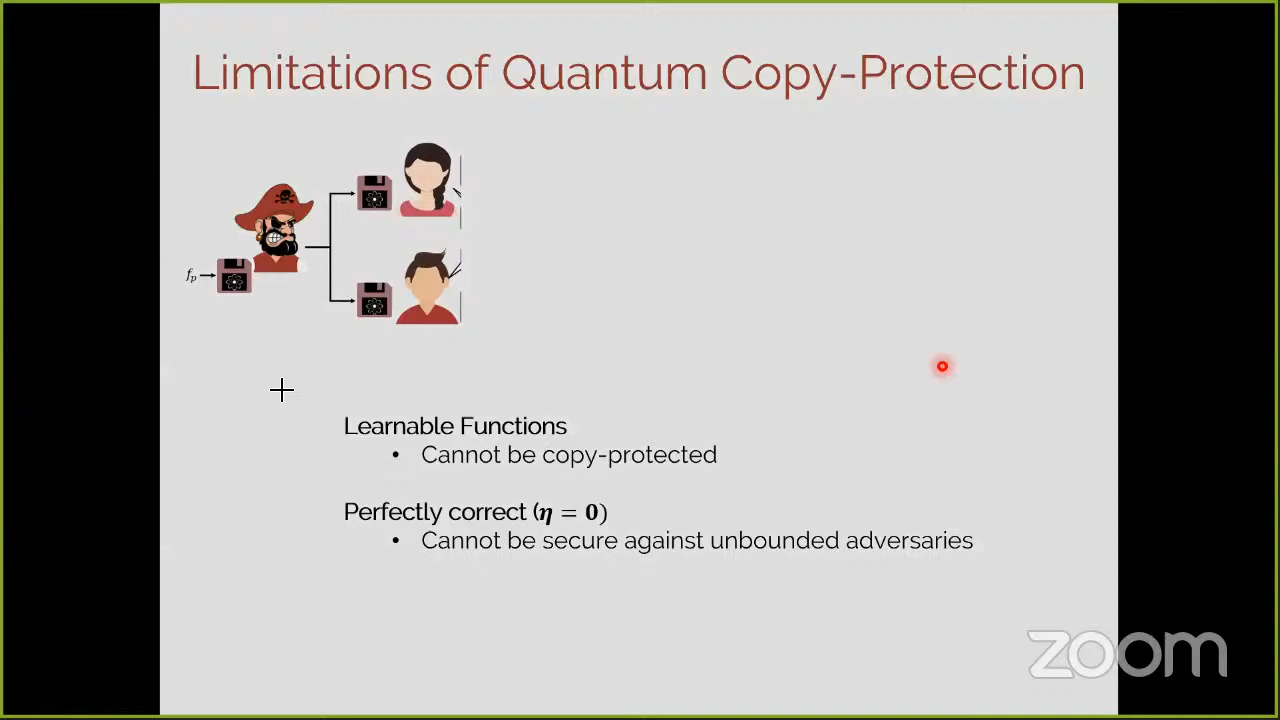 Limitations of Quantum Copy-Protection
fₚ
Learnable Functions
• Cannot be copy-protected
Perfectly correct (η = 0)
• Cannot be secure against unbounded adversaries
zoom